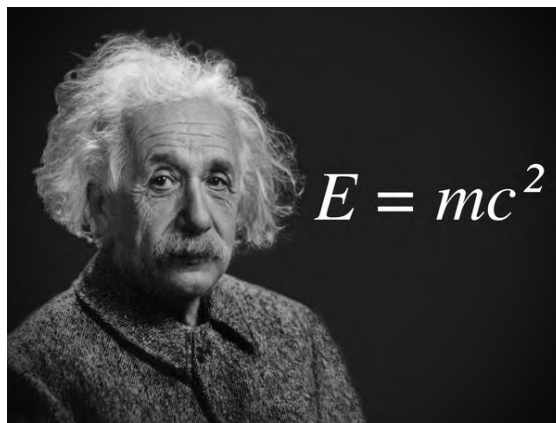 E = mc²